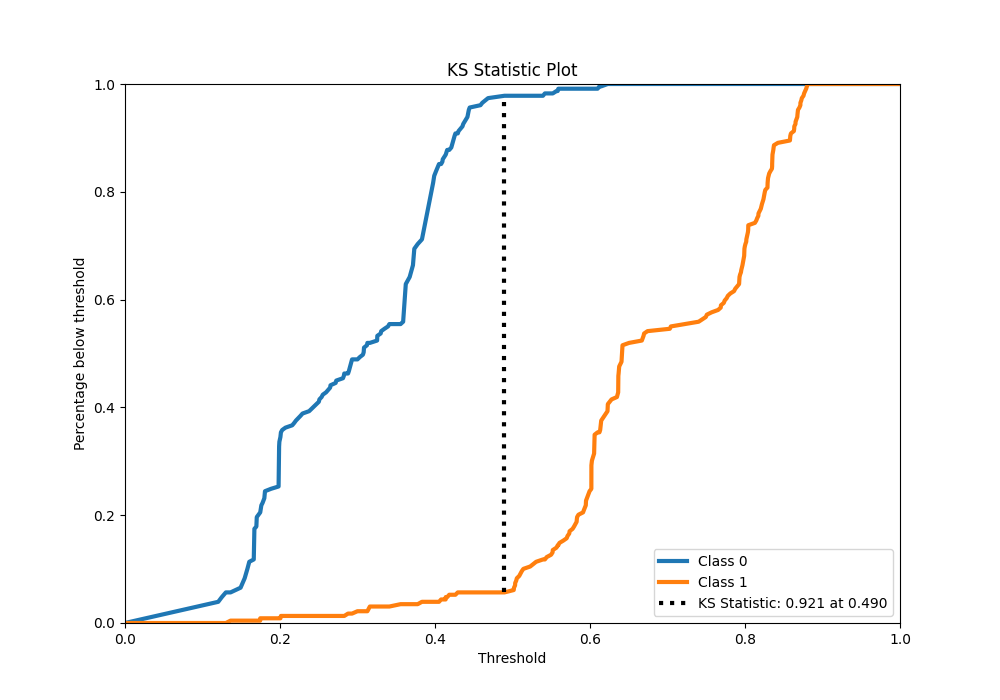 KS Statistic Plot
1.0
0.8
0.6
0.4
0.2
0.0
Percentage below threshold
0.0 0.2 0.4 0.6 0.8 1.0
Threshold
Class 0
Class 1
KS Statistic: 0.921 at 0.490